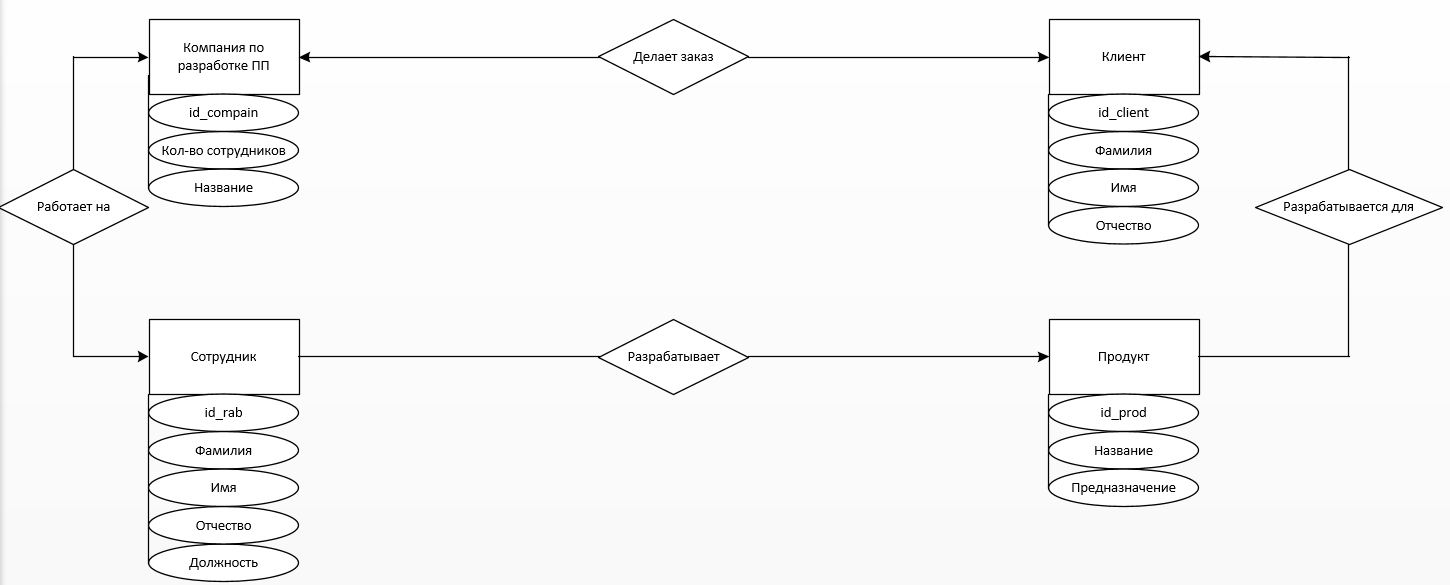 Компания по
разработке ПП
Делает заказ
Клиент
id_compain
Кол-во сотрудников
Название
id_client
Фамилия
Имя
Отчество
Работает на
Разрабатывается для
Сотрудник
Разрабатывает
Продукт
id_rab
Фамилия
Имя
Отчество
Должность
id_prod
Название
Предназначение